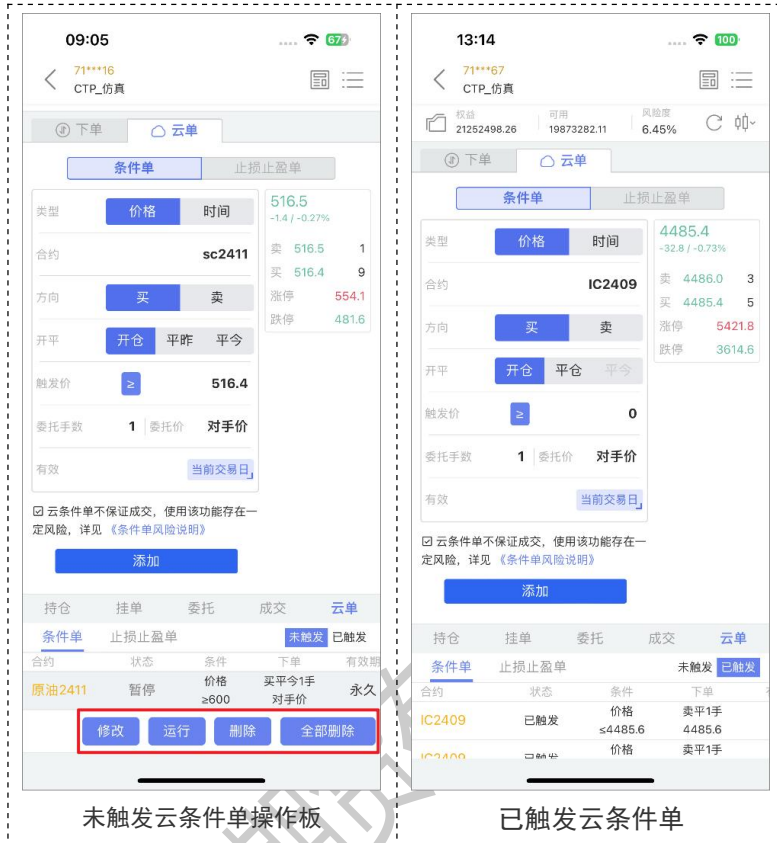 09:05
67
71***16
CTP_仿真
下单
云单
条件单
止损止盈单
类型 价格 时间
合约 sc2411
方向 买 卖
开平 开仓 平昨 平今
触发价 ≥ 516.4
委托手数 1 委托价 对手价
有效 当前交易日
516.5
-1.4 / -0.27%
卖 516.5 1
买 516.4 9
涨停 554.1
跌停 481.6
云条件单不保证成交，使用该功能存在一
定风险，详见《条件单风险说明》
添加
持仓 挂单 委托 成交 云单
条件单 止损止盈单 未触发 已触发
合约 状态 条件 下单 有效期
原油2411 暂停 价格 买平今1手 永久
≥600 对手价
修改 运行 删除 全部删除
未触发云条件单操作板
13:14
100
71***67
CTP_仿真
权益 可用 风险度
21252498.26 19873282.11 6.45%
下单
云单
条件单
止损止盈单
类型 价格 时间
合约 IC2409
方向 买 卖
开平 开仓 平仓 平今
触发价 ≥ 0
委托手数 1 委托价 对手价
有效 当前交易日
4485.4
-32.8 / -0.73%
卖 4486.0 3
买 4485.4 5
涨停 5421.8
跌停 3614.6
云条件单不保证成交，使用该功能存在一
定风险，详见《条件单风险说明》
添加
持仓 挂单 委托 成交 云单
条件单 止损止盈单 未触发 已触发
合约 状态 条件 下单
IC2409 已触发 价格 卖平1手
≤4485.6 4485.6
IC2409 已触发 价格 卖平1手
已触发云条件单